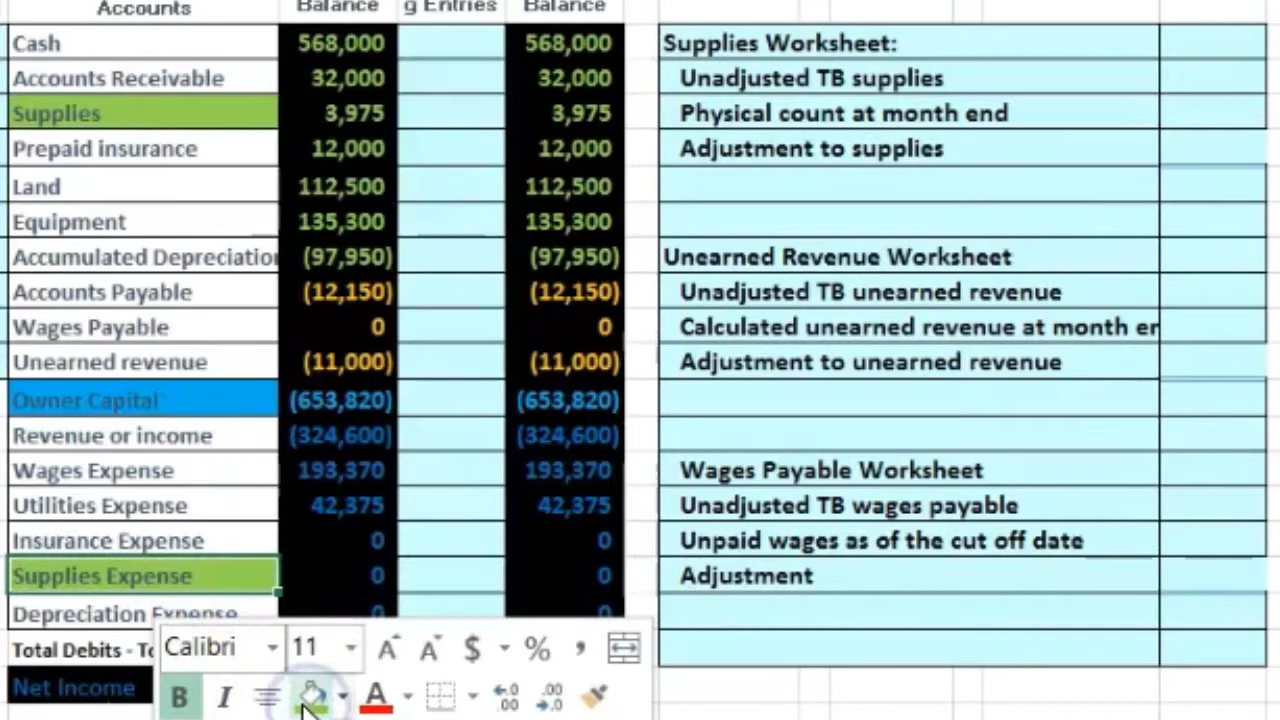 Accounts Balance g Entries Balance
Cash 568,000 568,000 Supplies Worksheet:
Accounts Receivable 32,000 32,000 Unadjusted TB supplies
Supplies 3,975 3,975 Physical count at month end
Prepaid insurance 12,000 12,000 Adjustment to supplies
Land 112,500 112,500
Equipment 135,300 135,300
Accumulated Depreciation (97,950) (97,950) Unearned Revenue Worksheet
Accounts Payable (12,150) (12,150) Unadjusted TB unearned revenue
Wages Payable 0 0 Calculated unearned revenue at month er
Unearned revenue (11,000) (11,000) Adjustment to unearned revenue
Owner Capital (653,820) (653,820)
Revenue or income (324,600) (324,600)
Wages Expense 193,370 193,370 Wages Payable Worksheet
Utilities Expense 42,375 42,375 Unadjusted TB wages payable
Insurance Expense 0 0 Unpaid wages as of the cut off date
Supplies Expense 0 0 Adjustment
Depreciation Expense 0 0
Total Debits - To
Calibri 11 A A $ % ,
Net Income
B I A .0 .00 .00 .0